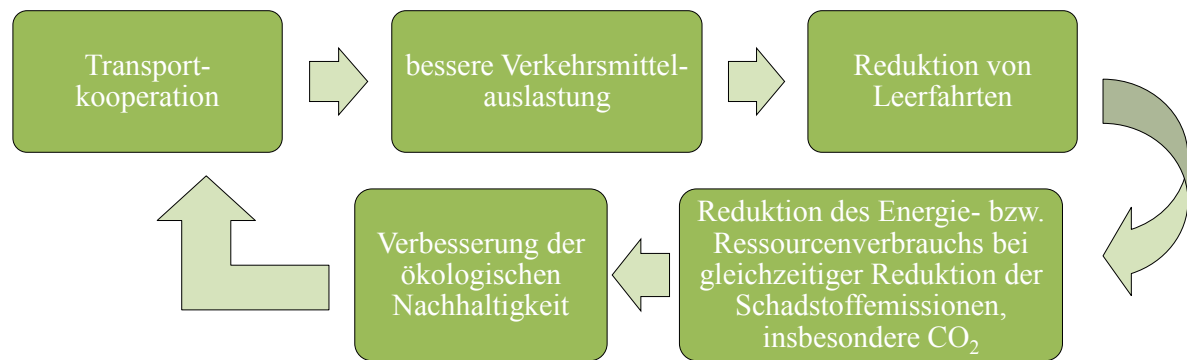 Transport-
kooperation
bessere Verkehrsmittel-
auslastung
Reduktion von
Leerfahrten
Reduktion des Energie- bzw.
Ressourcenverbrauchs bei
gleichzeitiger Reduktion der
Schadstoffemissionen,
insbesondere CO₂
Verbesserung der
ökologischen
Nachhaltigkeit